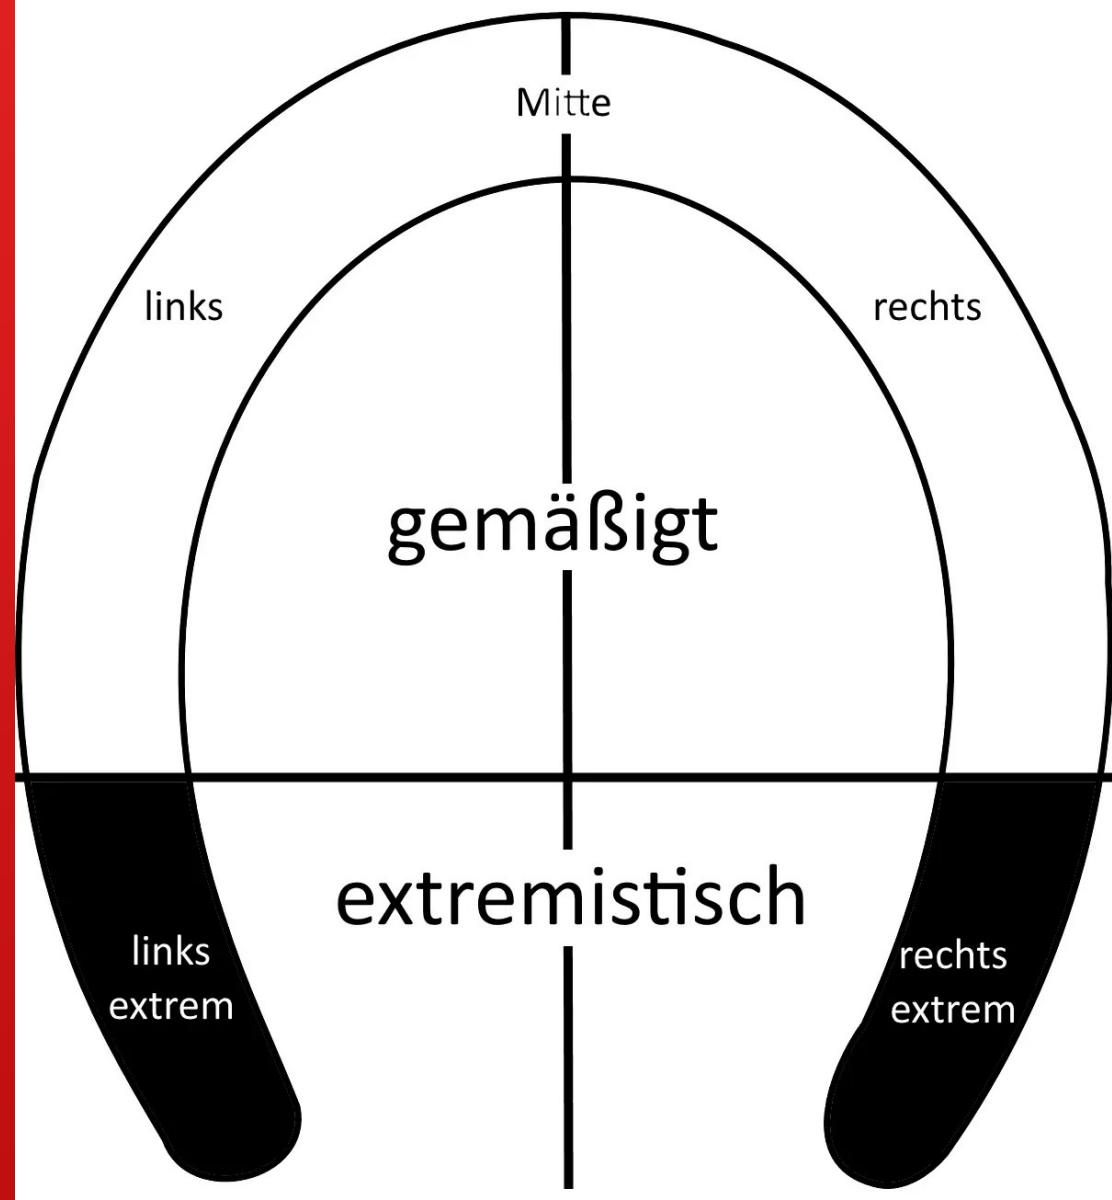 Mitte
links
rechts
gemäßigt
extremistisch
links
extrem
rechts
extrem